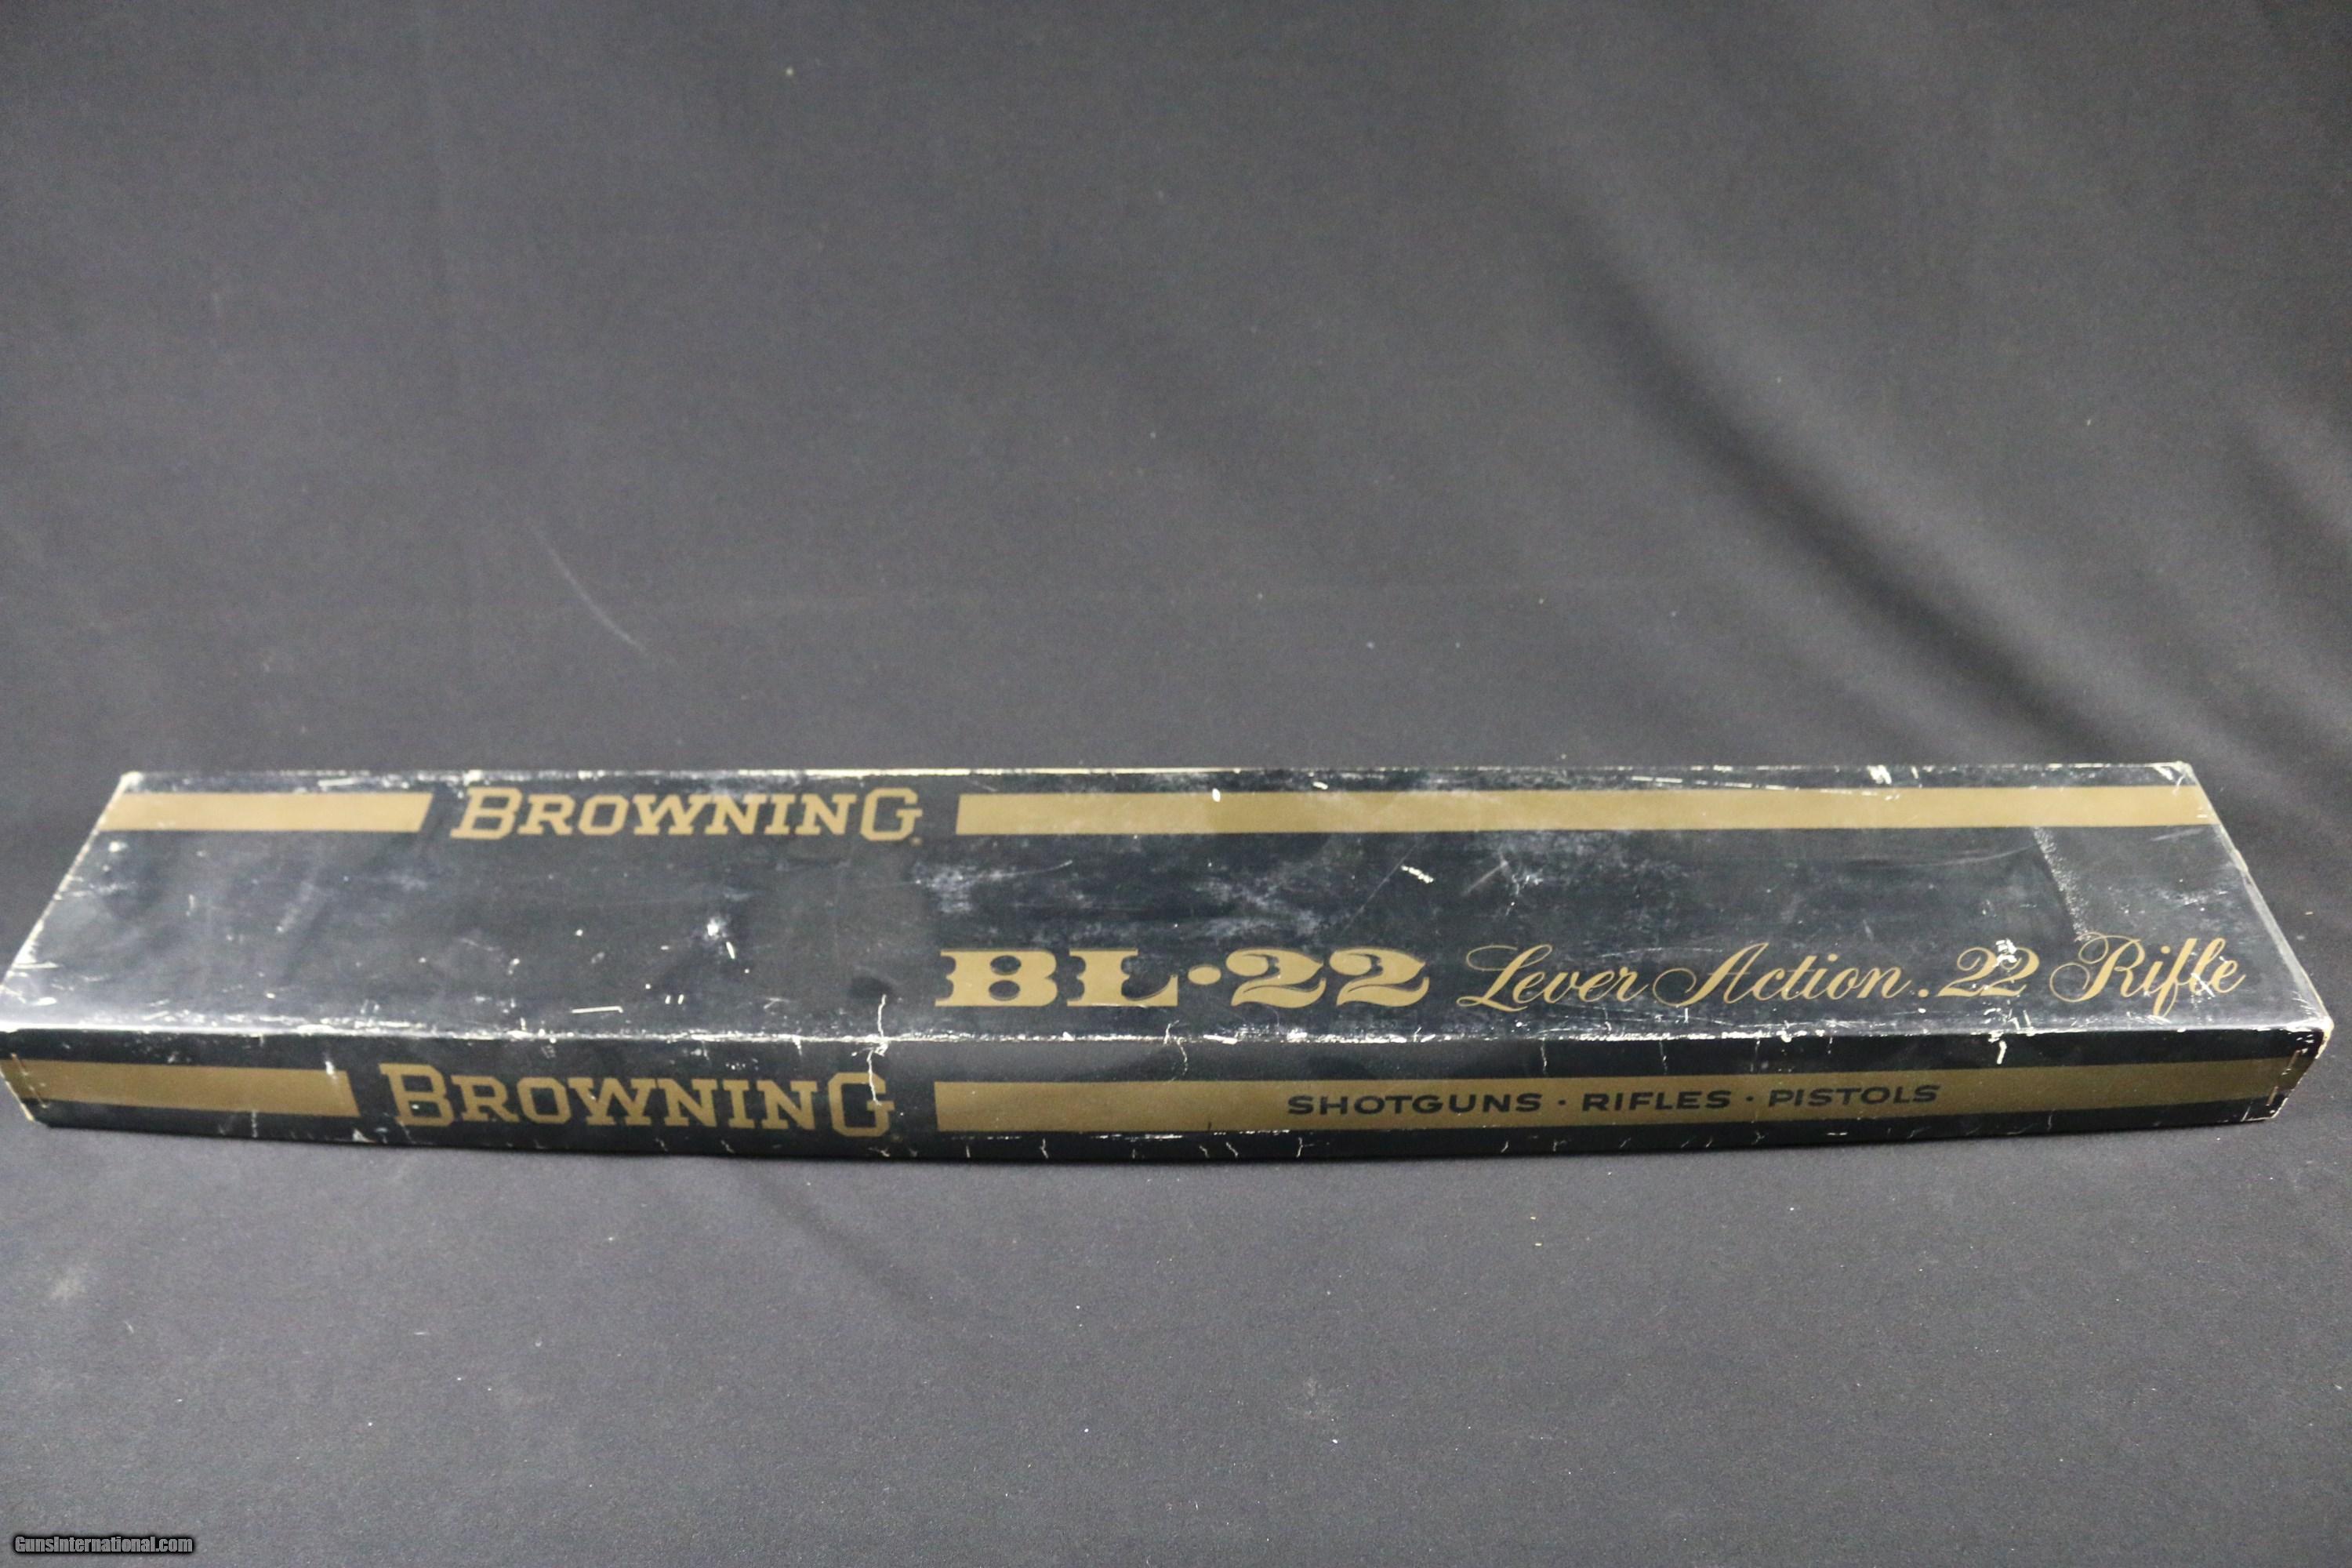 BROWNING
BL·22 Lever Action .22 Rifle
BROWNING SHOTGUNS · RIFLES · PISTOLS
GunsInternational.com